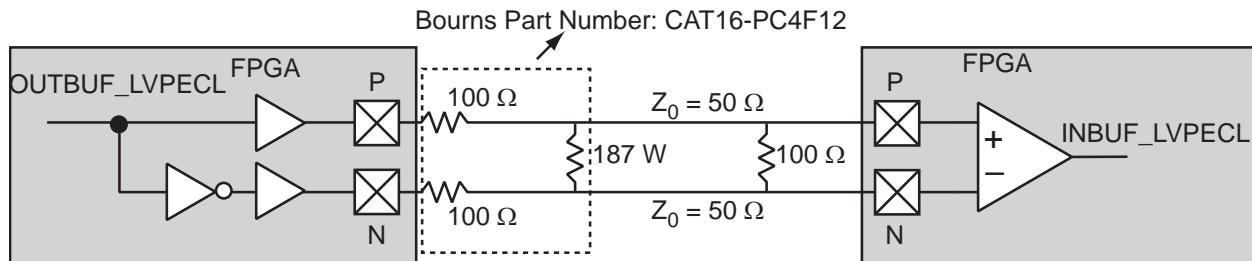 Bourns Part Number: CAT16-PC4F12
OUTBUF_LVPECL
FPGA
P
100 Ω
Z0 = 50 Ω
187 W
100 Ω
100 Ω
Z0 = 50 Ω
N
FPGA
P
+
−
INBUF_LVPECL
N